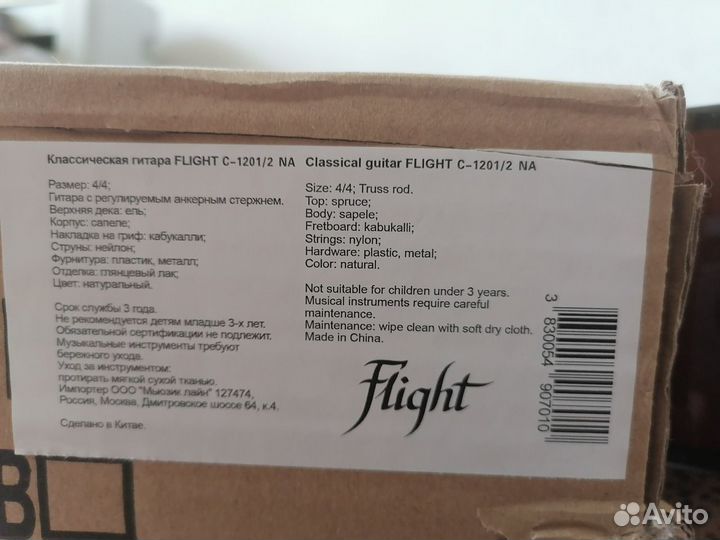 Классическая гитара FLIGHT C-1201/2 NA
Размер: 4/4;
Гитара с регулируемым анкерным стержнем.
Верхняя дека: ель;
Корпус: сапеле;
Накладка на гриф: кабукалли;
Струны: нейлон;
Фурнитура: пластик, металл;
Отделка: глянцевый лак;
Цвет: натуральный.
Срок службы 3 года.
Не рекомендуется детям младше 3-х лет.
Обязательной сертификации не подлежит.
Музыкальные инструменты требуют
бережного ухода.
Уход за инструментом:
протирать мягкой сухой тканью.
Импортер ООО "Мьюзик лайн" 127474,
Россия, Москва, Дмитровское шоссе 64, к.4.
Сделано в Китае.
Classical guitar FLIGHT C-1201/2 NA
Size: 4/4; Truss rod.
Top: spruce;
Body: sapele;
Fretboard: kabukalli;
Strings: nylon;
Hardware: plastic, metal;
Color: natural.
Not suitable for children under 3 years.
Musical instruments require careful
maintenance.
Maintenance: wipe clean with soft dry cloth.
Made in China.
Flight
3 830054 907010
B
Avito